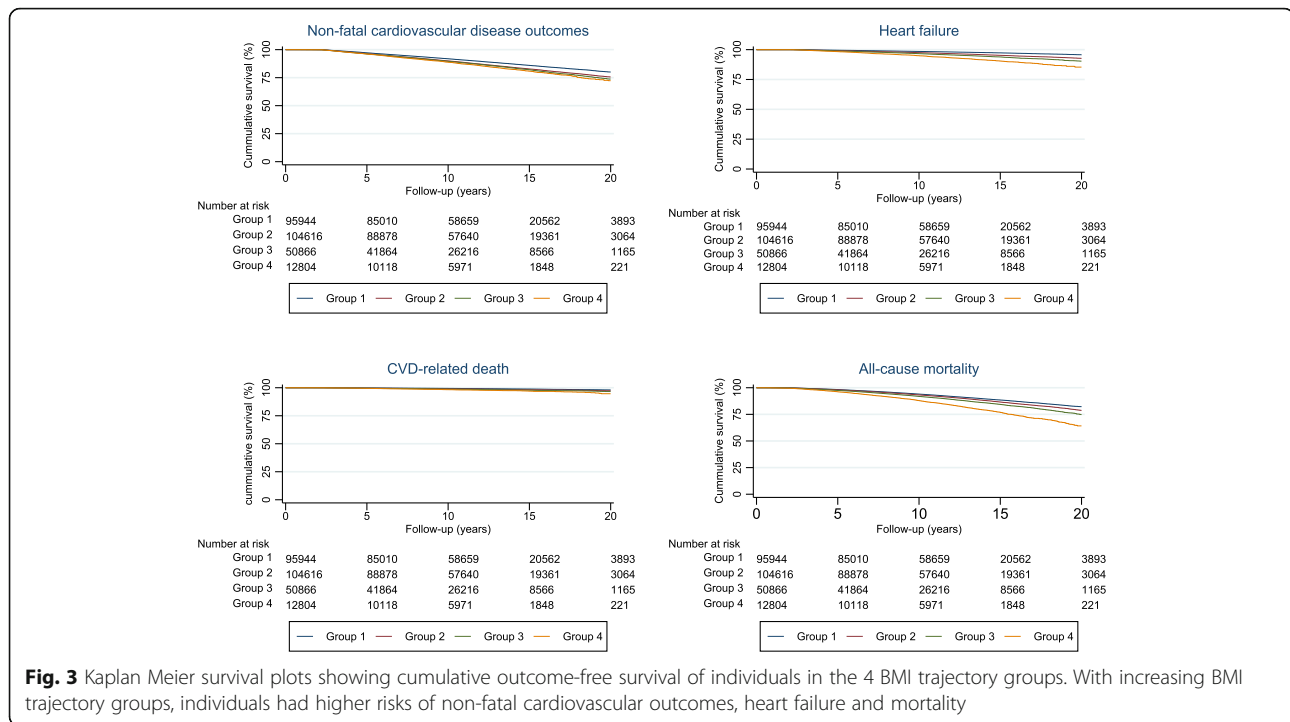 Non-fatal cardiovascular disease outcomes
Cummulative survival (%)
100
75
50
25
0
0 5 10 15 20
Follow-up (years)
Number at risk
Group 1 95944 85010 58659 20562 3893
Group 2 104616 88878 57640 19361 3064
Group 3 50866 41864 26216 8566 1165
Group 4 12804 10118 5971 1848 221
Group 1 Group 2 Group 3 Group 4
Heart failure
Cummulative survival (%)
100
75
50
25
0
0 5 10 15 20
Follow-up (years)
Number at risk
Group 1 95944 85010 58659 20562 3893
Group 2 104616 88878 57640 19361 3064
Group 3 50866 41864 26216 8566 1165
Group 4 12804 10118 5971 1848 221
Group 1 Group 2 Group 3 Group 4
CVD-related death
cummulative survival (%)
100
75
50
25
0
0 5 10 15 20
Follow-up (years)
Number at risk
Group 1 95944 85010 58659 20562 3893
Group 2 104616 88878 57640 19361 3064
Group 3 50866 41864 26216 8566 1165
Group 4 12804 10118 5971 1848 221
Group 1 Group 2 Group 3 Group 4
All-cause mortality
Cummulative survival (%)
100
75
50
25
0
0 5 10 15 20
Follow-up (years)
Number at risk
Group 1 95944 85010 58659 20562 3893
Group 2 104616 88878 57640 19361 3064
Group 3 50866 41864 26216 8566 1165
Group 4 12804 10118 5971 1848 221
Group 1 Group 2 Group 3 Group 4
Fig. 3 Kaplan Meier survival plots showing cumulative outcome-free survival of individuals in the 4 BMI trajectory groups. With increasing BMI
trajectory groups, individuals had higher risks of non-fatal cardiovascular outcomes, heart failure and mortality